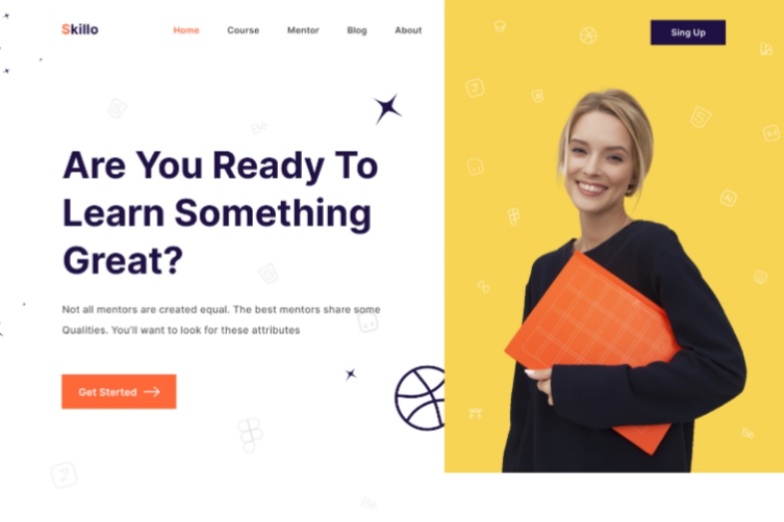 Skillo
Home Course Mentor Blog About
Sing Up
Are You Ready To
Learn Something
Great?
Not all mentors are created equal. The best mentors share some
Qualities. You'll want to look for these attributes
Get Started